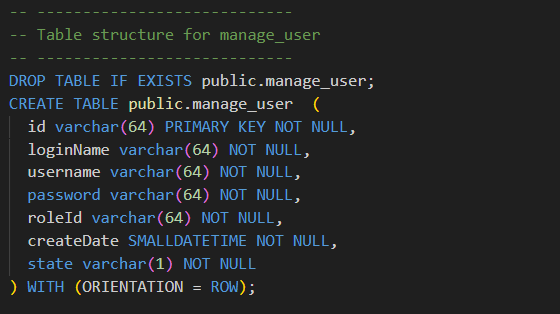 -- ----------------------------
-- Table structure for manage_user
-- ----------------------------
DROP TABLE IF EXISTS public.manage_user;
CREATE TABLE public.manage_user  (
  id varchar(64) PRIMARY KEY NOT NULL,
  loginName varchar(64) NOT NULL,
  username varchar(64) NOT NULL,
  password varchar(64) NOT NULL,
  roleId varchar(64) NOT NULL,
  createDate SMALLDATETIME NOT NULL,
  state varchar(1) NOT NULL
) WITH (ORIENTATION = ROW);